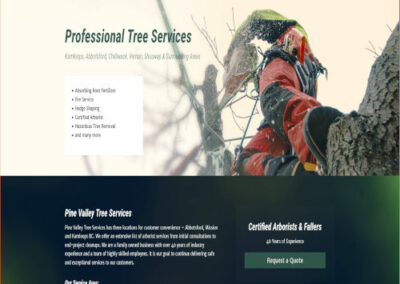 Professional Tree Services
Kamloops, Abbotsford, Chilliwack, Vernon, Shuswap & Surrounding Areas
Absorbing Root Fertilizer
Fire Service
Hedge Shaping
Certified Arborist
Hazardous Tree Removal
and many more
Pine Valley Tree Services
Pine Valley Tree Services has three locations for customer convenience – Abbotsford, Mission
and Kamloops BC. We offer an extensive list of arborist services from initial consultations to
end-project cleanups. We are a family owned business with over 40 years of industry
experience and a team of highly skilled employees. It is our goal to continue delivering safe
and exceptional services to our customers.
Our Service Area:
Certified Arborists & Fallers
40 Years of Experience
Request a Quote